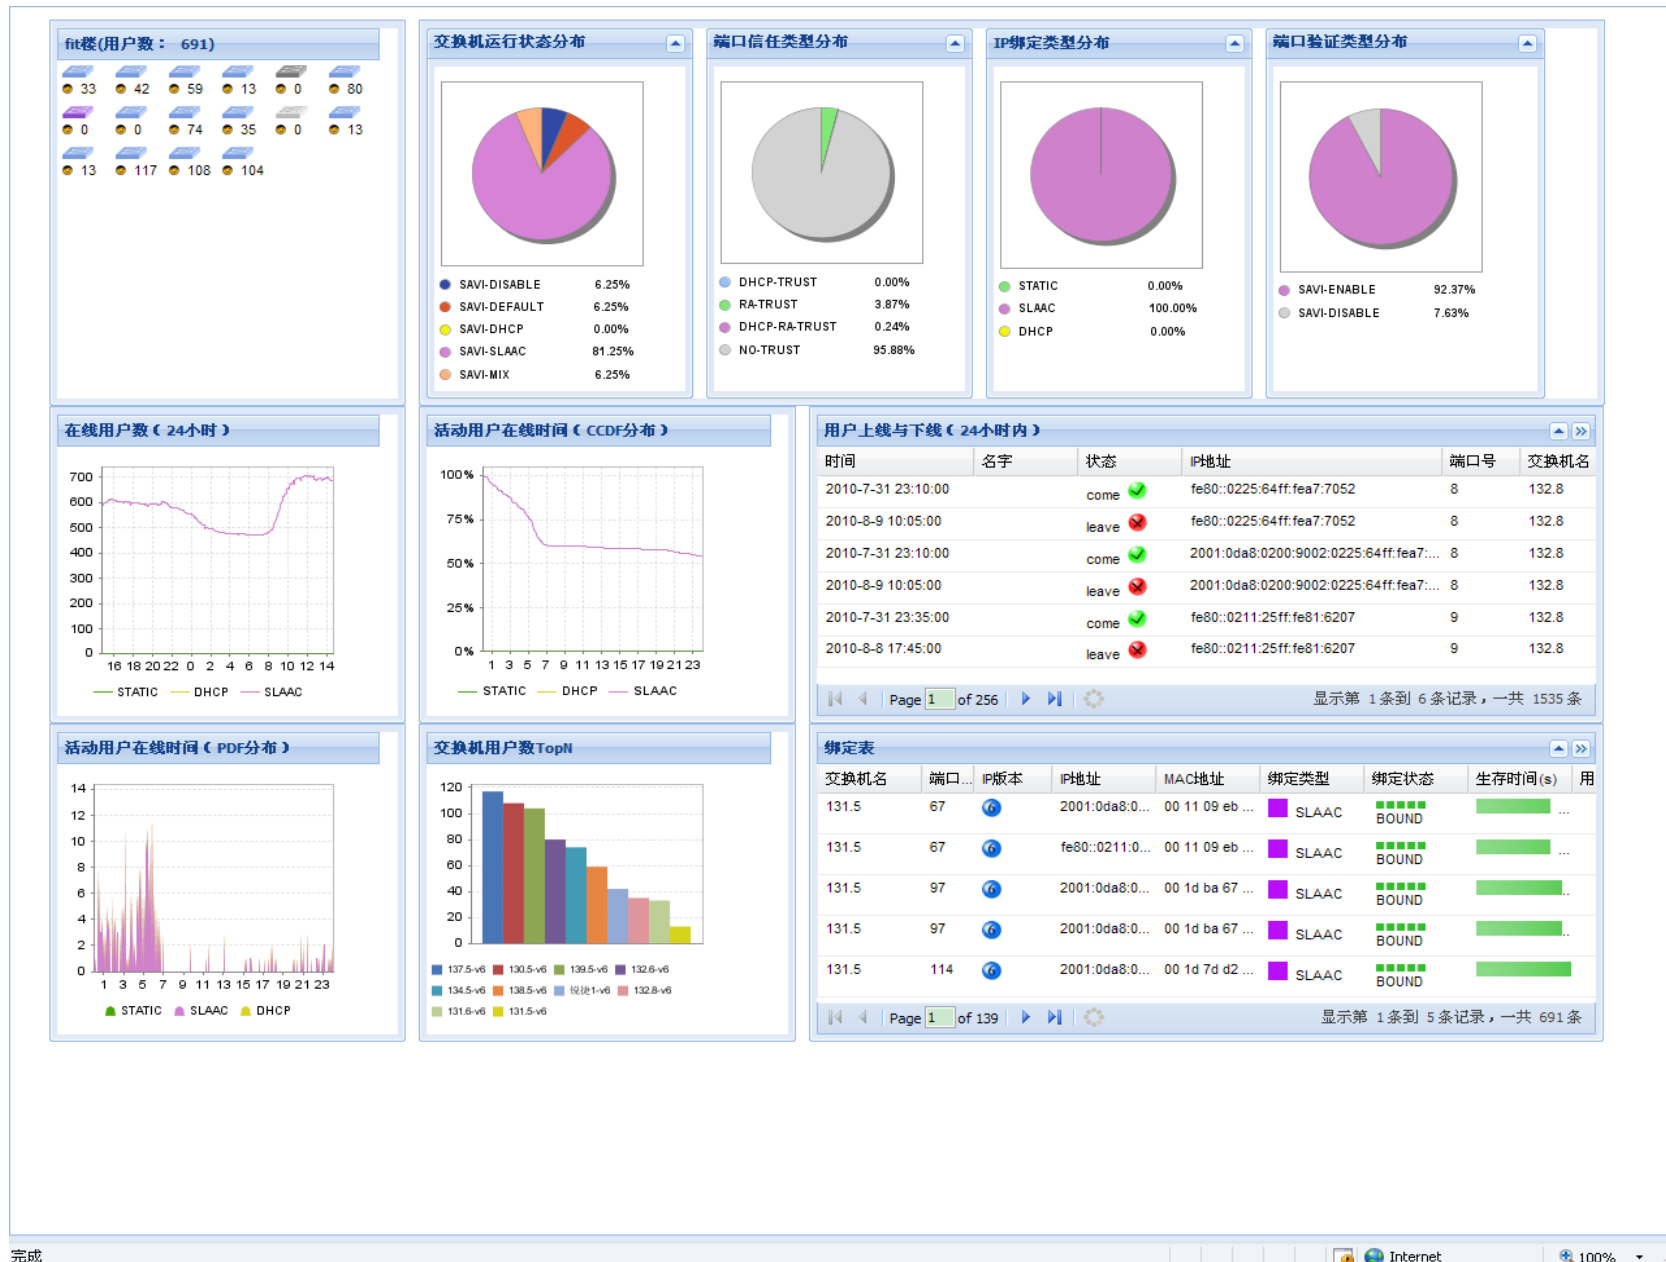 fit楼(用户数： 691)
33 42 59 13 0 80
0 0 74 35 0 13
13 117 108 104
交换机运行状态分布
SAVI-DISABLE 6.25%
SAVI-DEFAULT 6.25%
SAVI-DHCP 0.00%
SAVI-SLAAC 81.25%
SAVI-MIX 6.25%
端口信任类型分布
DHCP-TRUST 0.00%
RA-TRUST 3.87%
DHCP-RA-TRUST 0.24%
NO-TRUST 95.88%
IP绑定类型分布
STATIC 0.00%
SLAAC 100.00%
DHCP 0.00%
端口验证类型分布
SAVI-ENABLE 92.37%
SAVI-DISABLE 7.63%
在线用户数（24小时）
700
600
500
400
300
200
100
0
16 18 20 22 0 2 4 6 8 10 12 14
STATIC DHCP SLAAC
活动用户在线时间（CCDF分布）
100%
75%
50%
25%
0%
1 3 5 7 9 11 13 15 17 19 21 23
STATIC DHCP SLAAC
用户上线与下线（24小时内）
时间 名字 状态 IP地址 端口号 交换机名
2010-7-31 23:10:00 come fe80::0225:64ff:fea7:7052 8 132.8
2010-8-9 10:05:00 leave fe80::0225:64ff:fea7:7052 8 132.8
2010-7-31 23:10:00 come 2001:0da8:0200:9002:0225:64ff:fea7:... 8 132.8
2010-8-9 10:05:00 leave 2001:0da8:0200:9002:0225:64ff:fea7:... 8 132.8
2010-7-31 23:35:00 come fe80::0211:25ff:fe81:6207 9 132.8
2010-8-8 17:45:00 leave fe80::0211:25ff:fe81:6207 9 132.8
Page 1 of 256 显示第 1条到 6条记录，一共 1535条
活动用户在线时间（PDF分布）
14
12
10
8
6
4
2
0
1 3 5 7 9 11 13 15 17 19 21 23
STATIC SLAAC DHCP
交换机用户数TopN
120
100
80
60
40
20
0
137.5-v6 130.5-v6 139.5-v6 132.6-v6
134.5-v6 138.5-v6 锐捷1-v6 132.8-v6
131.6-v6 131.5-v6
绑定表
交换机名 端口... IP版本 IP地址 MAC地址 绑定类型 绑定状态 生存时间(s) 用
131.5 67 6 2001:0da8:0... 00 11 09 eb ... SLAAC BOUND ...
131.5 67 6 fe80::0211:0... 00 11 09 eb ... SLAAC BOUND ...
131.5 97 6 2001:0da8:0... 00 1d ba 67 ... SLAAC BOUND ..
131.5 97 6 2001:0da8:0... 00 1d ba 67 ... SLAAC BOUND ..
131.5 114 6 2001:0da8:0... 00 1d 7d d2 ... SLAAC BOUND
Page 1 of 139 显示第 1条到 5条记录，一共 691条
完成 Internet 100%